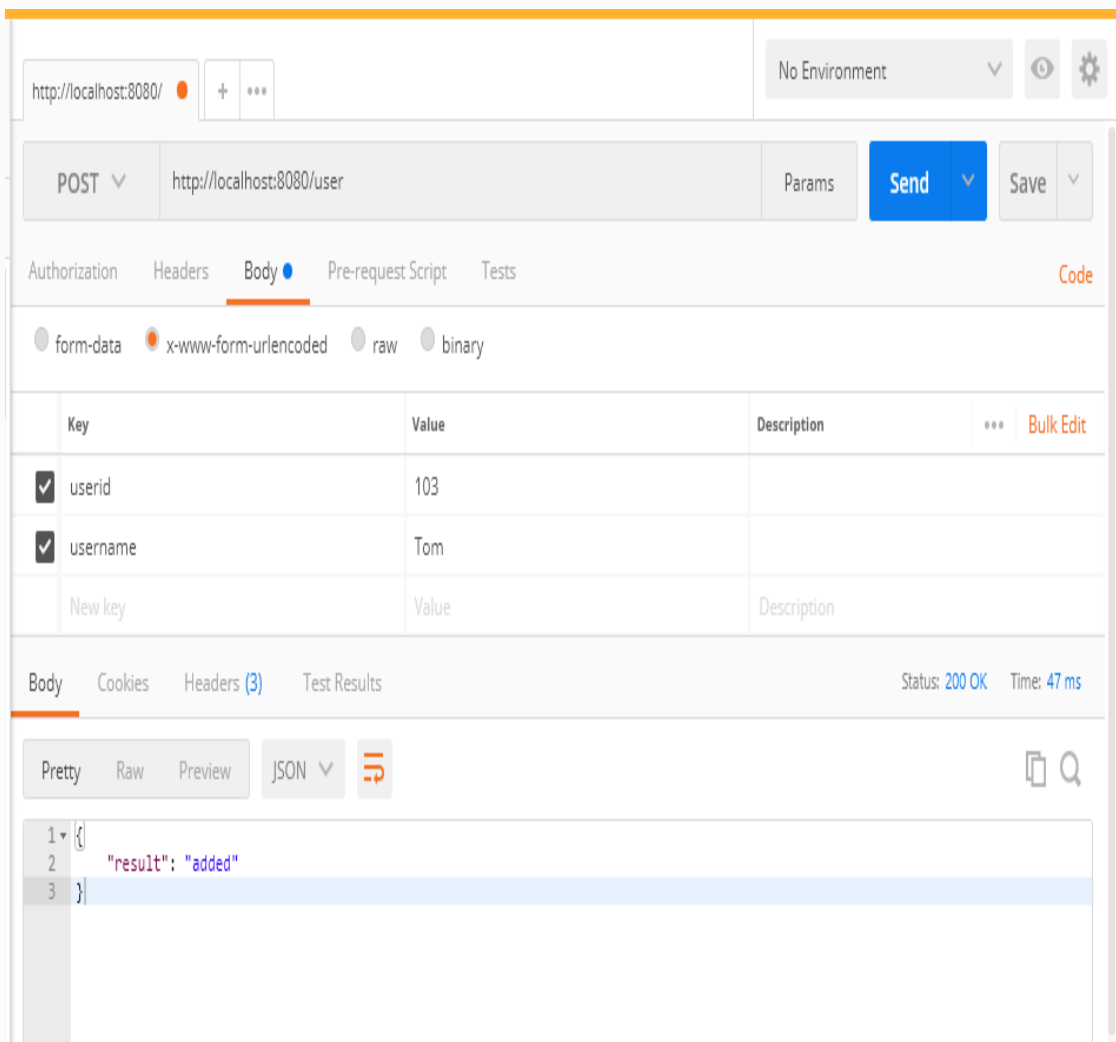 No Environment
http://localhost:8080/
POST http://localhost:8080/user Params Send Save
Authorization Headers Body Pre-request Script Tests Code
form-data x-www-form-urlencoded raw binary
Key Value Description Bulk Edit
userid 103
username Tom
New key Value Description
Body Cookies Headers (3) Test Results Status: 200 OK Time: 47 ms
Pretty Raw Preview JSON
1 {
2 "result": "added"
3 }